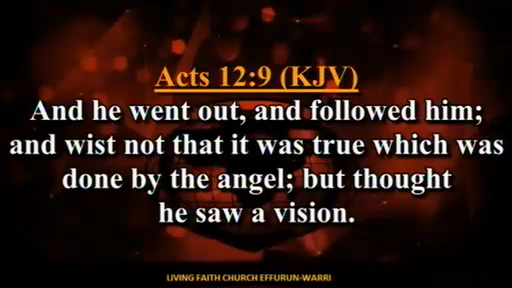 Acts 12:9 (KJV)
And he went out, and followed him;
and wist not that it was true which was
done by the angel; but thought
he saw a vision.
LIVING FAITH CHURCH EFFURUN-WARRI